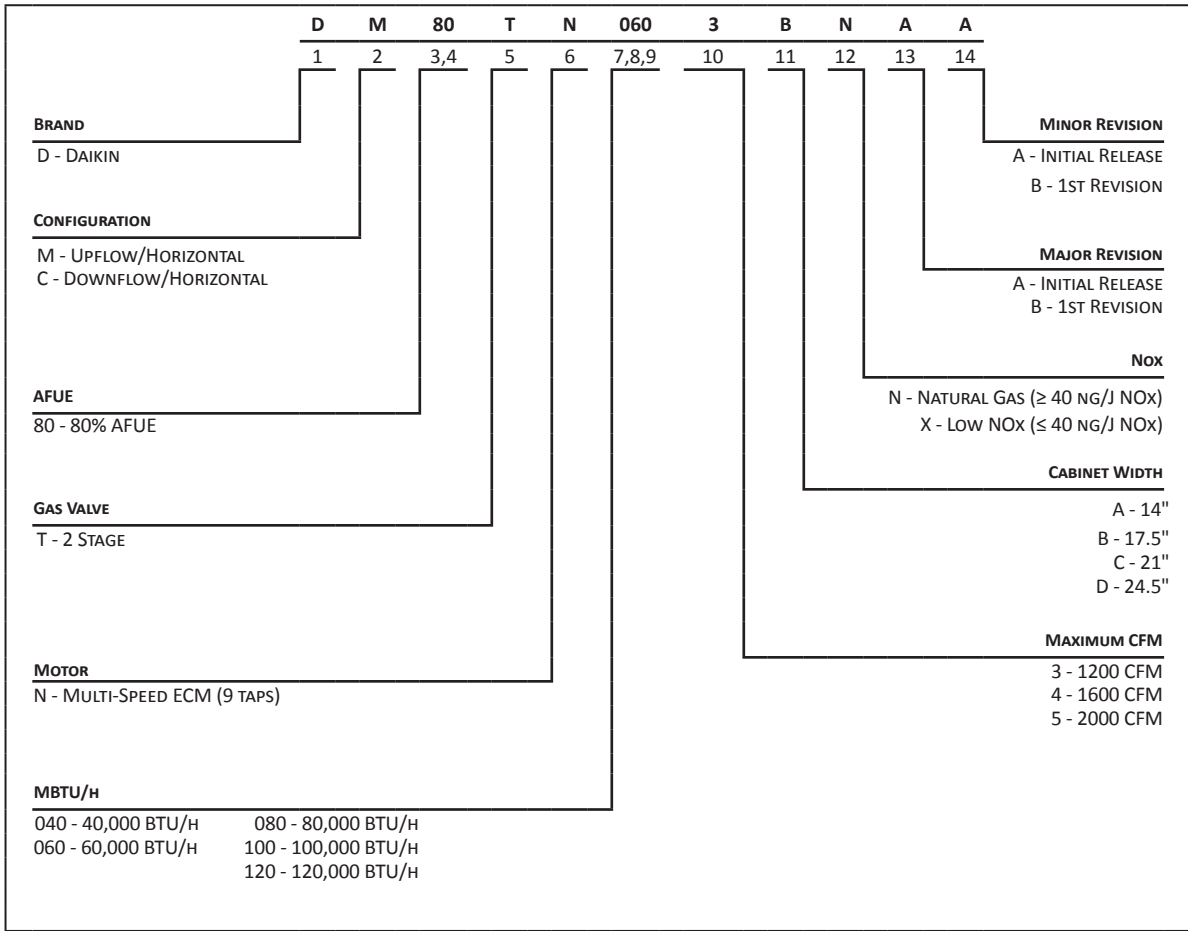 D M 80 T N 060 3 B N A A
1 2 3,4 5 6 7,8,9 10 11 12 13 14
Brand
D - Daikin
Configuration
M - Upflow/Horizontal
C - Downflow/Horizontal
AFUE
80 - 80% AFUE
Gas Valve
T - 2 Stage
Motor
N - Multi-Speed ECM (9 taps)
MBTU/h
040 - 40,000 BTU/h 080 - 80,000 BTU/h
060 - 60,000 BTU/h 100 - 100,000 BTU/h
120 - 120,000 BTU/h
Minor Revision
A - Initial Release
B - 1st Revision
Major Revision
A - Initial Release
B - 1st Revision
Nox
N - Natural Gas (≥ 40 ng/J NOx)
X - Low NOx (≤ 40 ng/J NOx)
Cabinet Width
A - 14"
B - 17.5"
C - 21"
D - 24.5"
Maximum CFM
3 - 1200 CFM
4 - 1600 CFM
5 - 2000 CFM